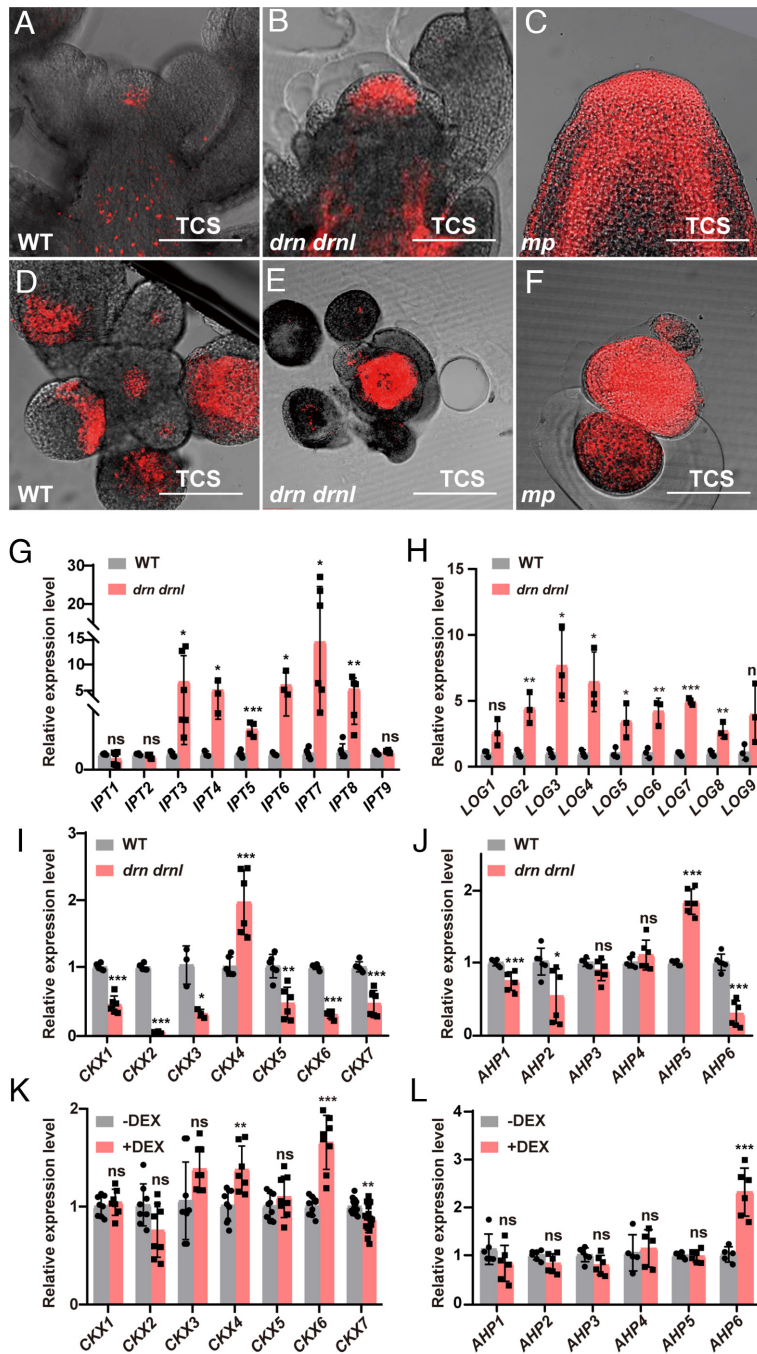 A
TCS
WT
B
TCS
drn drnl
C
TCS
mp
D
TCS
WT
E
TCS
drn drnl
F
TCS
mp
G
WT
drn drnl
Relative expression level
30
20
10
15
10
5
0
ns ns * * *** * * ** ns
IPT1 IPT2 IPT3 IPT4 IPT5 IPT6 IPT7 IPT8 IPT9
H
WT
drn drnl
Relative expression level
15
10
5
0
ns ** * * * ** *** ** n
LOG1 LOG2 LOG3 LOG4 LOG5 LOG6 LOG7 LOG8 LOG9
I
WT
drn drnl
Relative expression level
3
2
1
0
*** *** * *** ** *** ***
CKX1 CKX2 CKX3 CKX4 CKX5 CKX6 CKX7
J
WT
drn drnl
Relative expression level
2
1
0
*** * ns ns *** ***
AHP1 AHP2 AHP3 AHP4 AHP5 AHP6
K
-DEX
+DEX
Relative expression level
2
1
0
ns ns ns ** ns *** **
CKX1 CKX2 CKX3 CKX4 CKX5 CKX6 CKX7
L
-DEX
+DEX
Relative expression level
4
3
2
1
0
ns ns ns ns ns ***
AHP1 AHP2 AHP3 AHP4 AHP5 AHP6